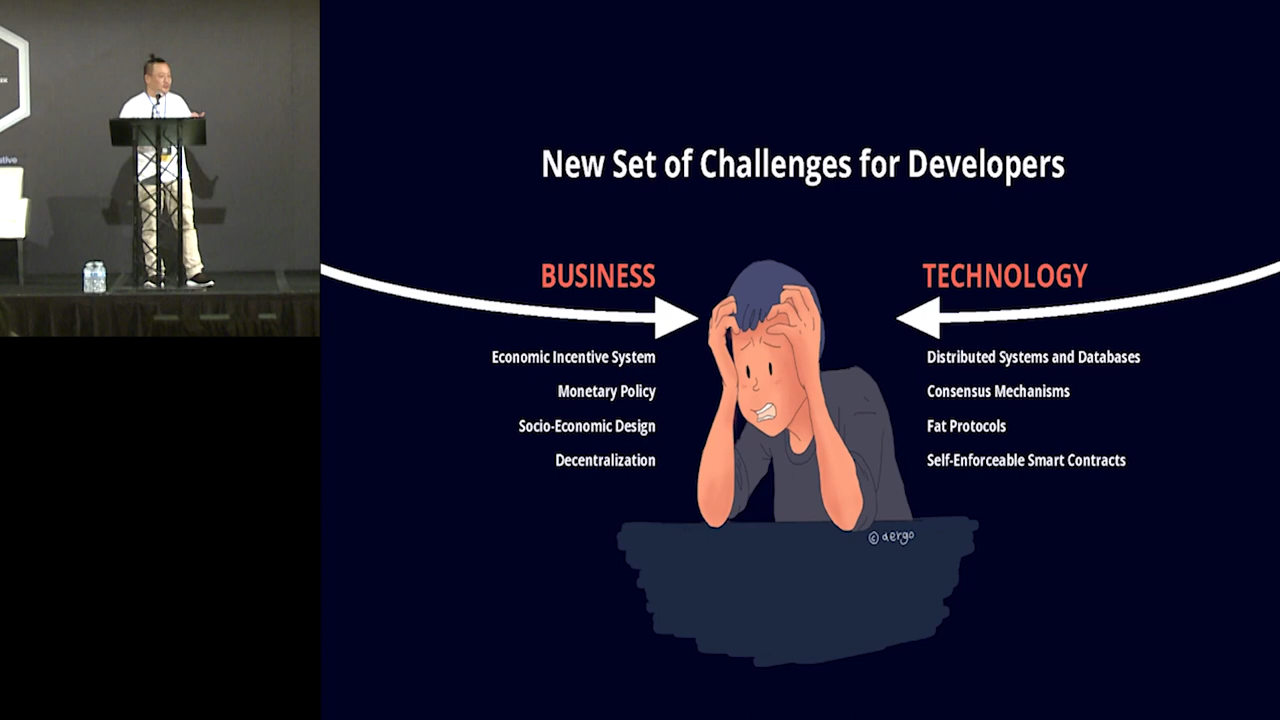 New Set of Challenges for Developers
BUSINESS
Economic Incentive System
Monetary Policy
Socio-Economic Design
Decentralization
TECHNOLOGY
Distributed Systems and Databases
Consensus Mechanisms
Fat Protocols
Self-Enforceable Smart Contracts
© aergo